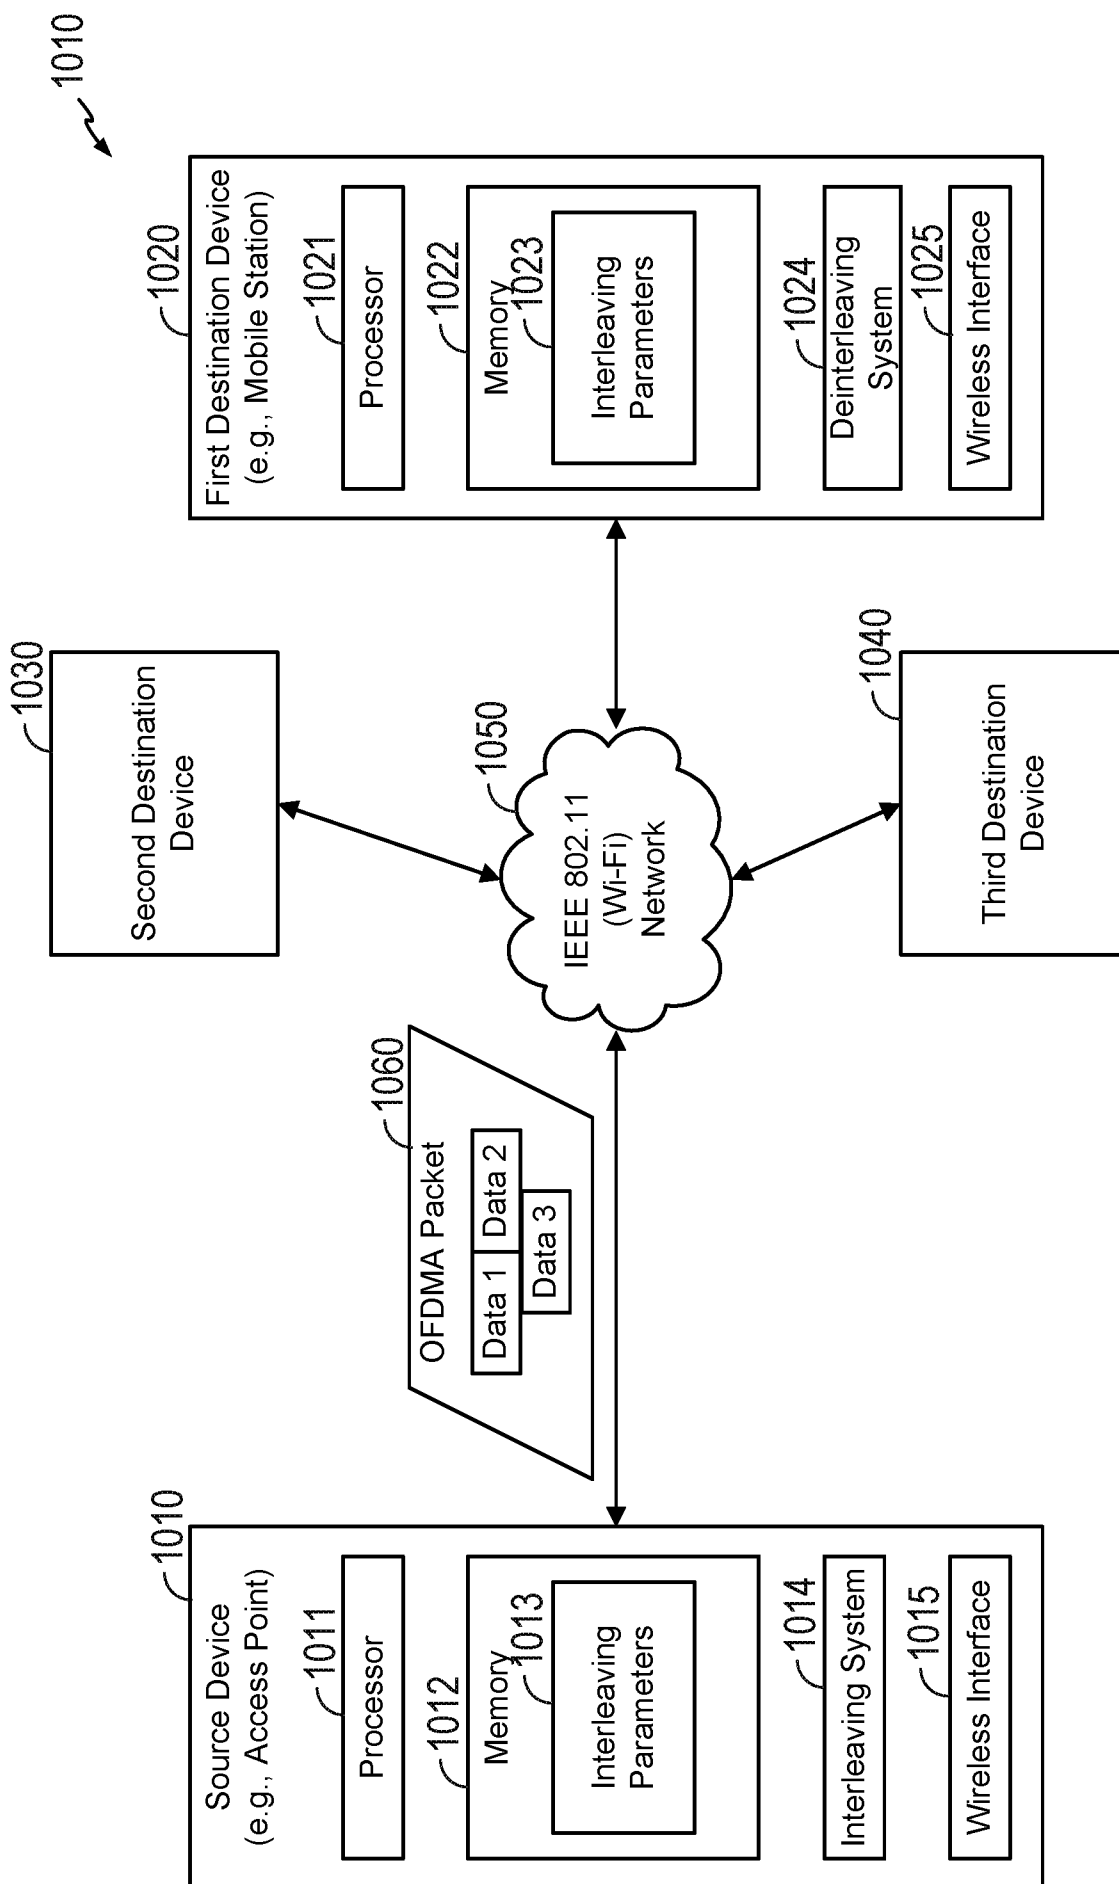 1010
1010
Source Device
(e.g., Access Point)
1011
Processor
1012
Memory
1013
Interleaving
Parameters
1014
Interleaving System
1015
Wireless Interface
1060
OFDMA Packet
Data 1
Data 2
Data 3
1030
Second Destination
Device
1050
IEEE 802.11
(Wi-Fi)
Network
1040
Third Destination
Device
1020
First Destination Device
(e.g., Mobile Station)
1021
Processor
1022
Memory
1023
Interleaving
Parameters
1024
Deinterleaving
System
1025
Wireless Interface